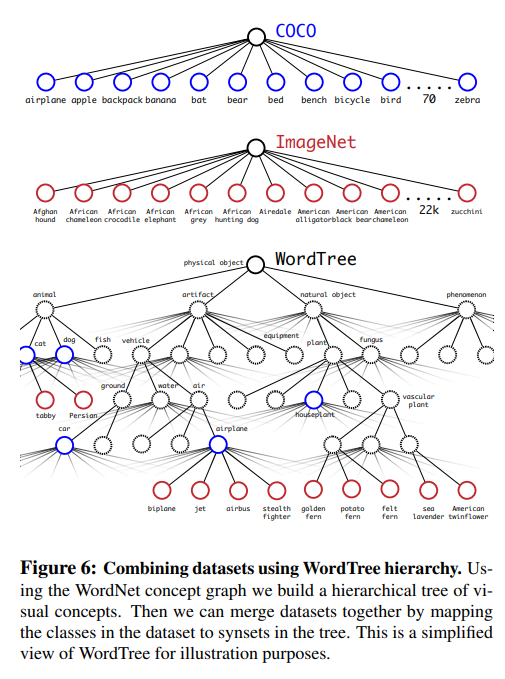 COCO
airplane apple backpack banana bat bear bed bench bicycle bird ..... 70 zebra
ImageNet
Afghan hound African chameleon African crocodile African elephant African grey African hunting dog Airedale American alligator American black bear American chameleon ..... 22k zucchini
WordTree
physical object
animal artifact natural object phenomenon
cat dog fish vehicle equipment plant fungus
ground water air vascular plant
tabby Persian houseplant
car airplane
biplane jet airbus stealth fighter golden fern potato fern felt fern sea lavender American twinflower
Figure 6: Combining datasets using WordTree hierarchy. Us-
ing the WordNet concept graph we build a hierarchical tree of vi-
sual concepts. Then we can merge datasets together by mapping
the classes in the dataset to synsets in the tree. This is a simplified
view of WordTree for illustration purposes.